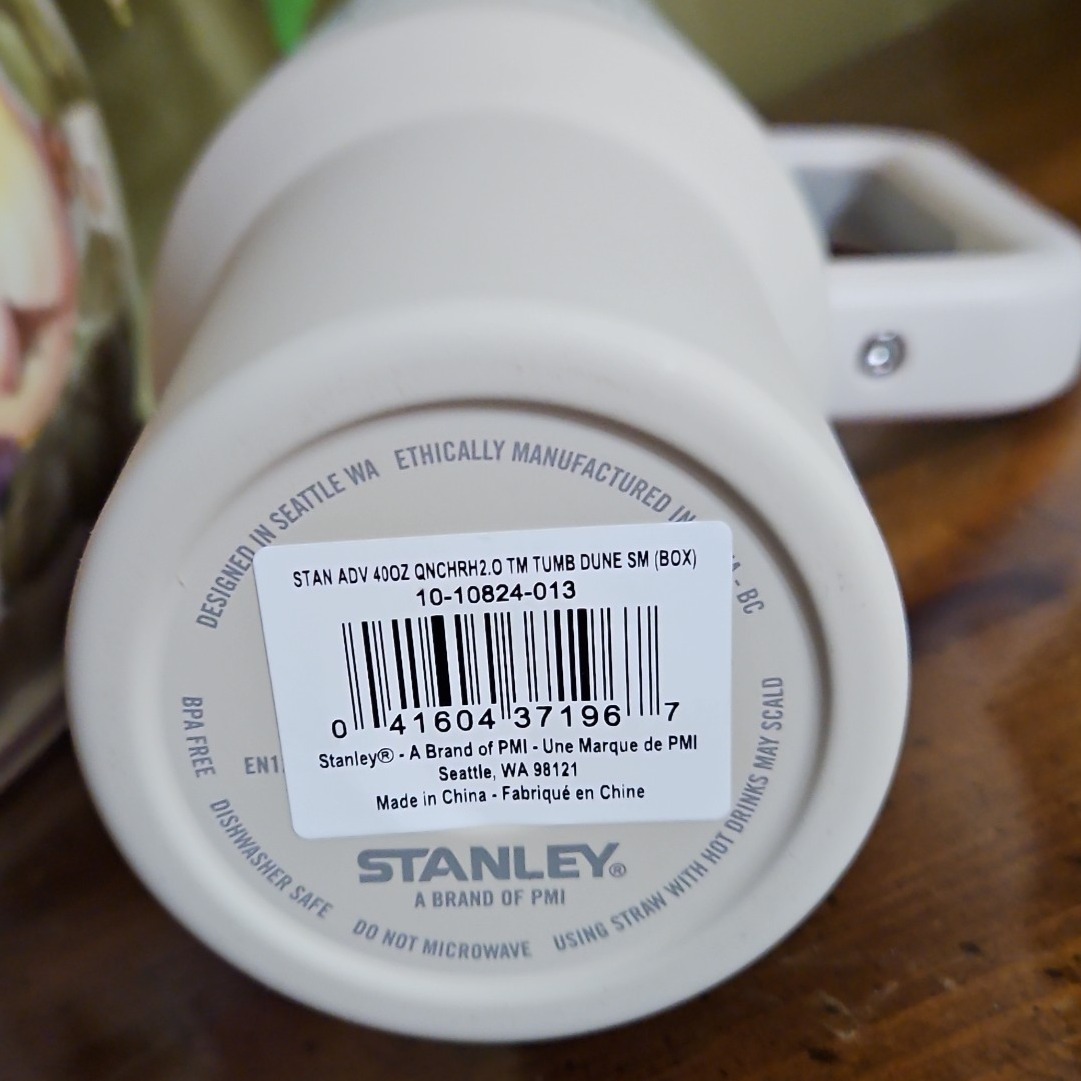 DESIGNED IN SEATTLE WA ETHICALLY MANUFACTURED IN
- BC
STAN ADV 40OZ QNCHRH2.0 TM TUMB DUNE SM (BOX)
10-10824-013
0 41604 37196 7
Stanley® - A Brand of PMI - Une Marque de PMI
Seattle, WA 98121
Made in China - Fabriqué en Chine
EN1
STANLEY®
A BRAND OF PMI
BPA FREE DISHWASHER SAFE DO NOT MICROWAVE USING STRAW WITH HOT DRINKS MAY SCALD